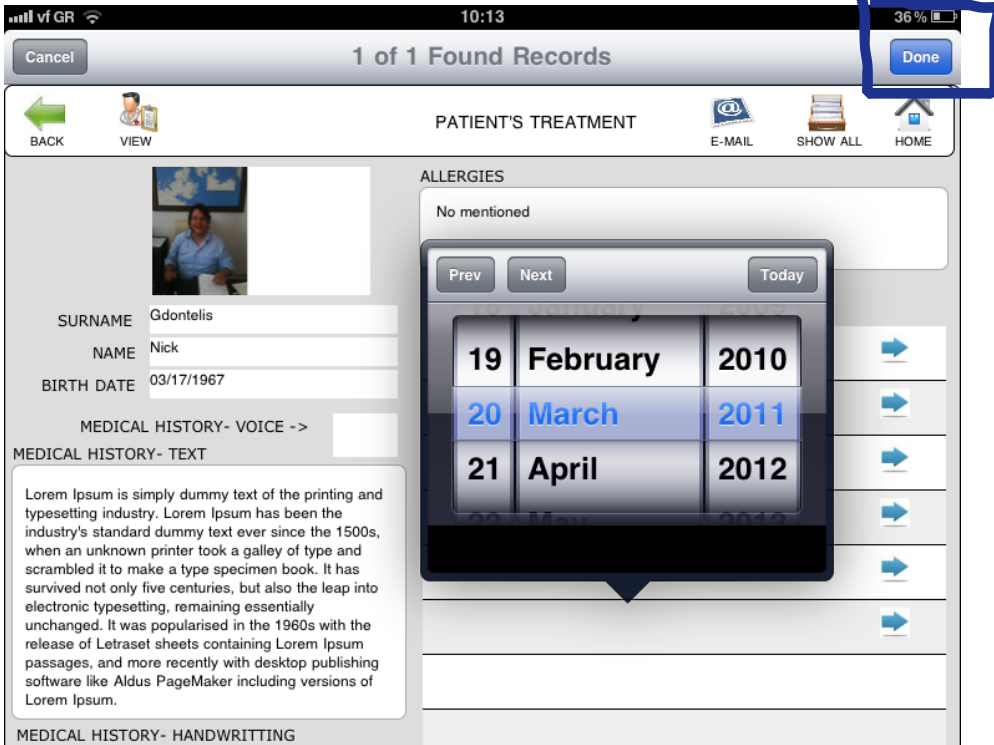 vf GR 10:13 36%
Cancel 1 of 1 Found Records Done
BACK VIEW PATIENT'S TREATMENT E-MAIL SHOW ALL HOME
ALLERGIES
No mentioned
Prev Next Today
18 January 2009
19 February 2010
20 March 2011
21 April 2012
22 May 2013
SURNAME Gdontelis
NAME Nick
BIRTH DATE 03/17/1967
MEDICAL HISTORY- VOICE ->
MEDICAL HISTORY- TEXT
Lorem Ipsum is simply dummy text of the printing and
typesetting industry. Lorem Ipsum has been the
industry's standard dummy text ever since the 1500s,
when an unknown printer took a galley of type and
scrambled it to make a type specimen book. It has
survived not only five centuries, but also the leap into
electronic typesetting, remaining essentially
unchanged. It was popularised in the 1960s with the
release of Letraset sheets containing Lorem Ipsum
passages, and more recently with desktop publishing
software like Aldus PageMaker including versions of
Lorem Ipsum.
MEDICAL HISTORY- HANDWRITTING